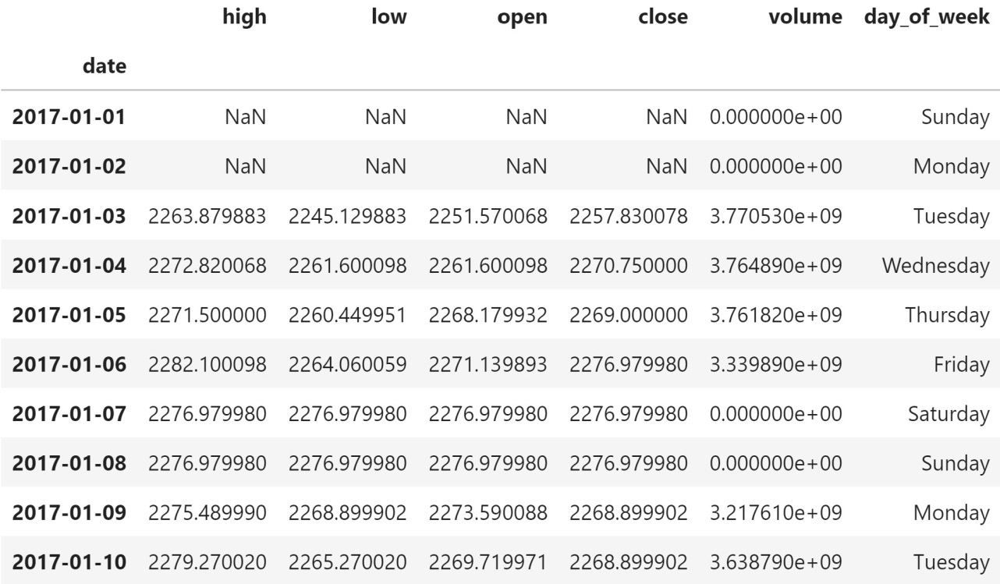 high low open close volume day_of_week
date
2017-01-01 NaN NaN NaN NaN 0.000000e+00 Sunday
2017-01-02 NaN NaN NaN NaN 0.000000e+00 Monday
2017-01-03 2263.879883 2245.129883 2251.570068 2257.830078 3.770530e+09 Tuesday
2017-01-04 2272.820068 2261.600098 2261.600098 2270.750000 3.764890e+09 Wednesday
2017-01-05 2271.500000 2260.449951 2268.179932 2269.000000 3.761820e+09 Thursday
2017-01-06 2282.100098 2264.060059 2271.139893 2276.979980 3.339890e+09 Friday
2017-01-07 2276.979980 2276.979980 2276.979980 2276.979980 0.000000e+00 Saturday
2017-01-08 2276.979980 2276.979980 2276.979980 2276.979980 0.000000e+00 Sunday
2017-01-09 2275.489990 2268.899902 2273.590088 2268.899902 3.217610e+09 Monday
2017-01-10 2279.270020 2265.270020 2269.719971 2268.899902 3.638790e+09 Tuesday